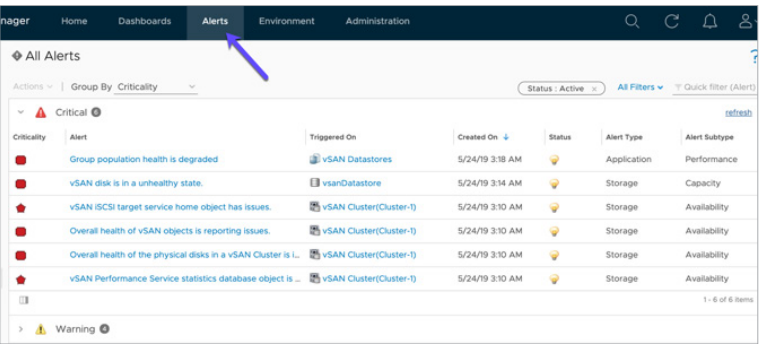 nager Home Dashboards Alerts Environment Administration
All Alerts ?
Actions Group By Criticality Status : Active × All Filters Quick filter (Alert)
Critical 6 refresh
Criticality Alert Triggered On Created On Status Alert Type Alert Subtype
Group population health is degraded vSAN Datastores 5/24/19 3:18 AM Application Performance
vSAN disk is in a unhealthy state. vsanDatastore 5/24/19 3:14 AM Storage Capacity
vSAN iSCSI target service home object has issues. vSAN Cluster(Cluster-1) 5/24/19 3:10 AM Storage Availability
Overall health of vSAN objects is reporting issues. vSAN Cluster(Cluster-1) 5/24/19 3:10 AM Storage Availability
Overall health of the physical disks in a vSAN Cluster is i... vSAN Cluster(Cluster-1) 5/24/19 3:10 AM Storage Availability
vSAN Performance Service statistics database object is ... vSAN Cluster(Cluster-1) 5/24/19 3:10 AM Storage Availability
1 - 6 of 6 items
Warning 4